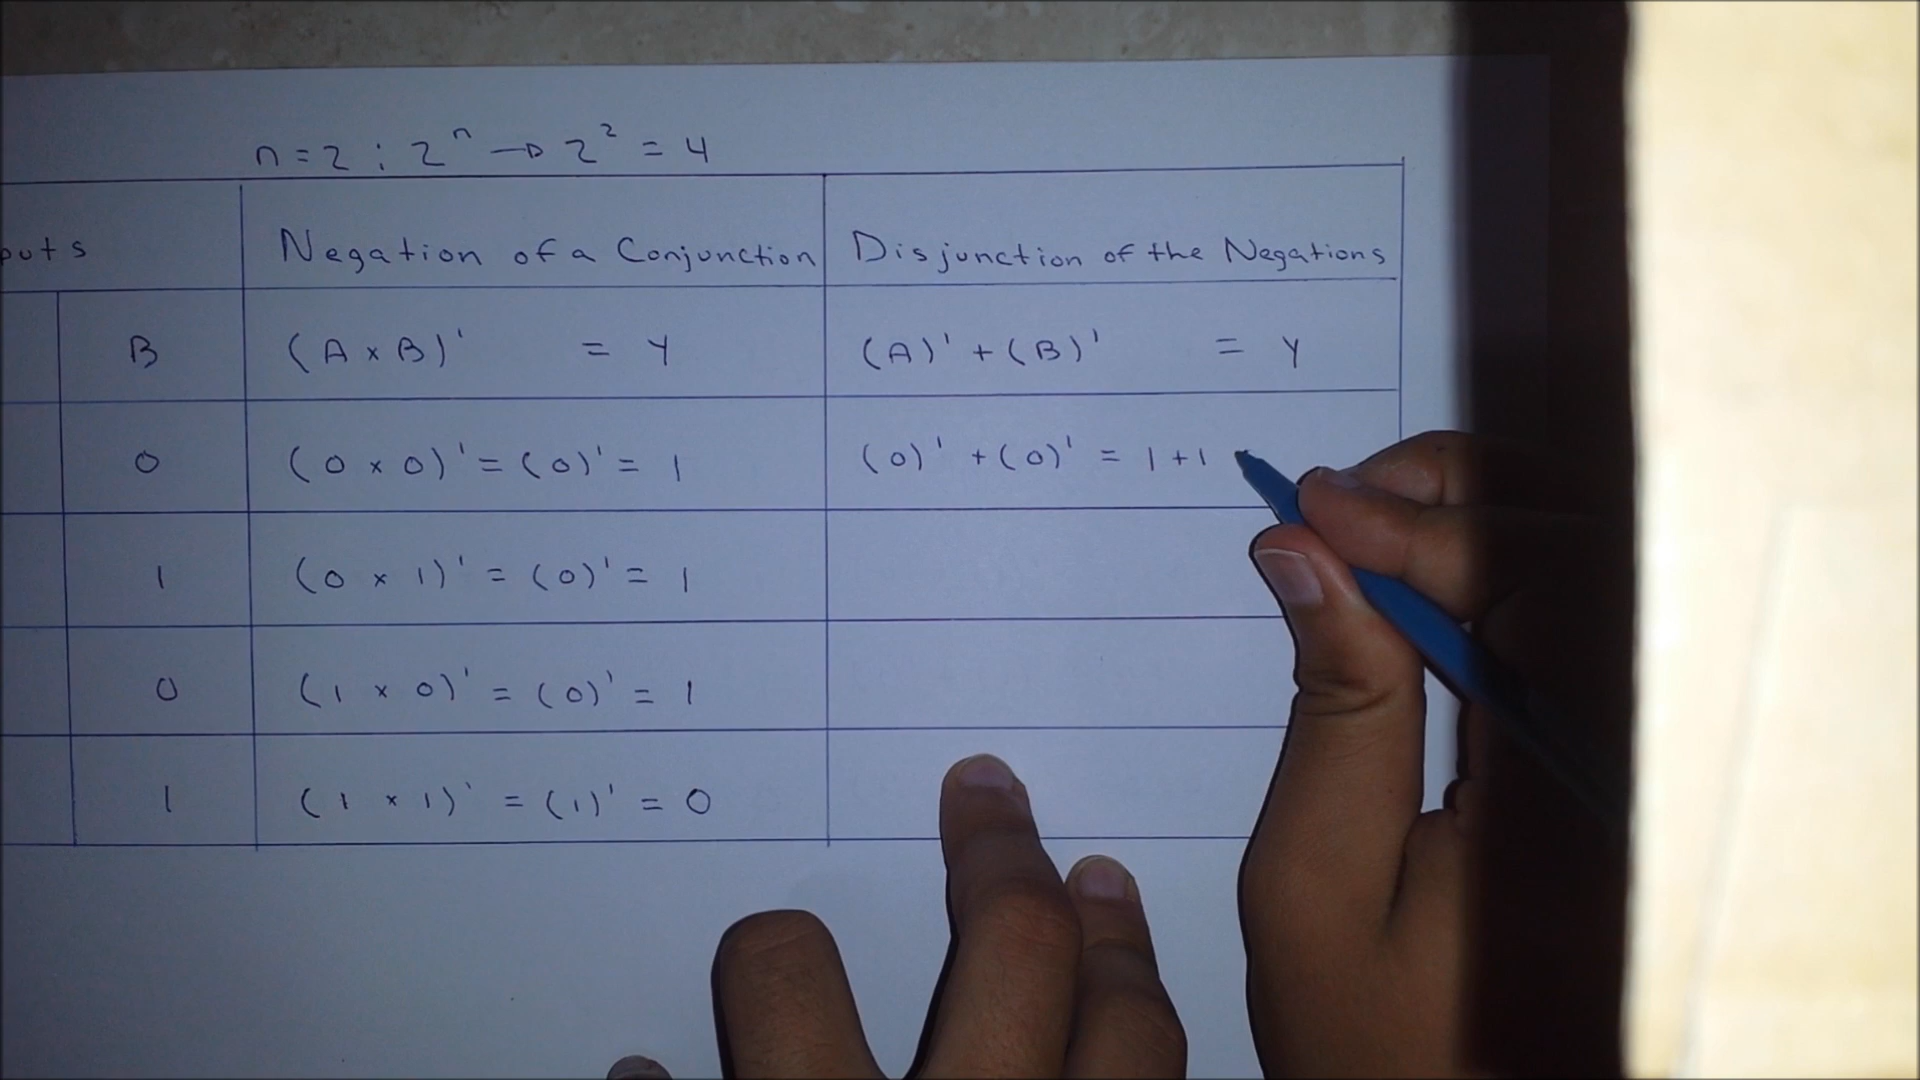 n = 2 ; 2ⁿ → 2² = 4
puts Negation of a Conjunction Disjunction of the Negations
B (A × B)' = Y (A)' + (B)' = Y
0 (0 × 0)' = (0)' = 1 (0)' + (0)' = 1 + 1
1 (0 × 1)' = (0)' = 1
0 (1 × 0)' = (0)' = 1
1 (1 × 1)' = (1)' = 0